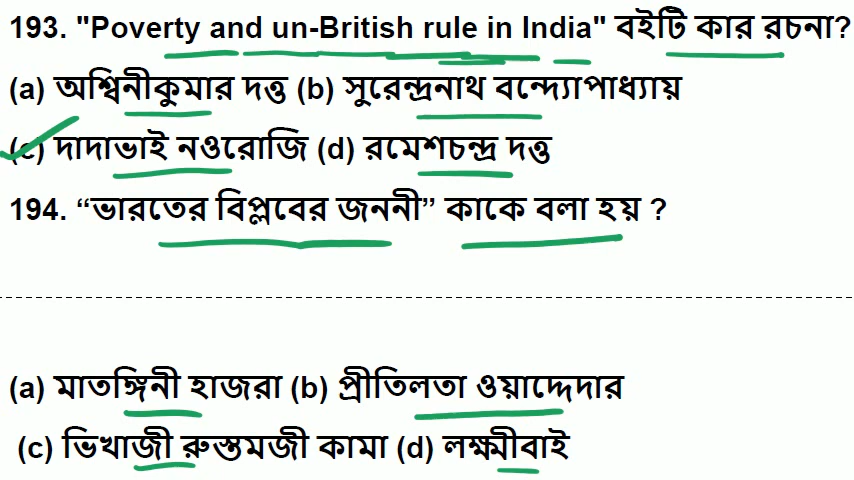 193. "Poverty and un-British rule in India" বইটি কার রচনা?
(a) অশ্বিনীকুমার দত্ত (b) সুরেন্দ্রনাথ বন্দ্যোপাধ্যায়
(c) দাদাভাই নওরোজি (d) রমেশচন্দ্র দত্ত
194. “ভারতের বিপ্লবের জননী” কাকে বলা হয় ?
(a) মাতঙ্গিনী হাজরা (b) প্রীতিলতা ওয়াদ্দেদার
(c) ভিখাজী রুস্তমজী কামা (d) লক্ষ্মীবাই